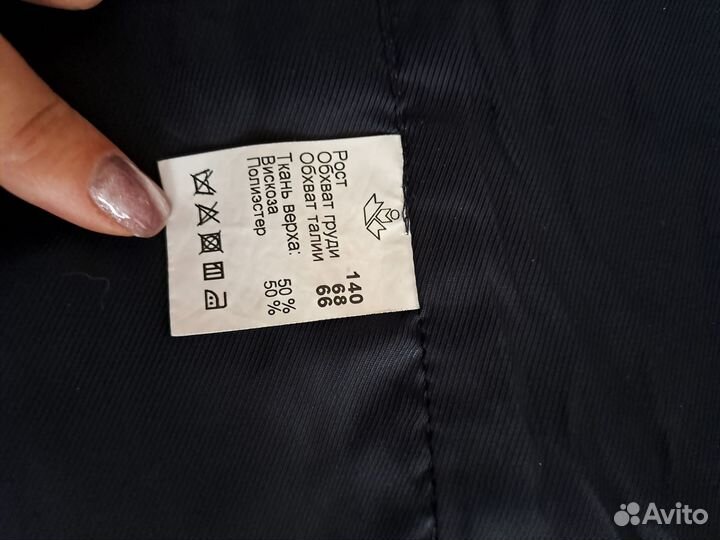 Рост 140
Обхват груди 68
Обхват талии 66
Ткань верха:
Вискоза 50%
Полиэстер 50%
Avito